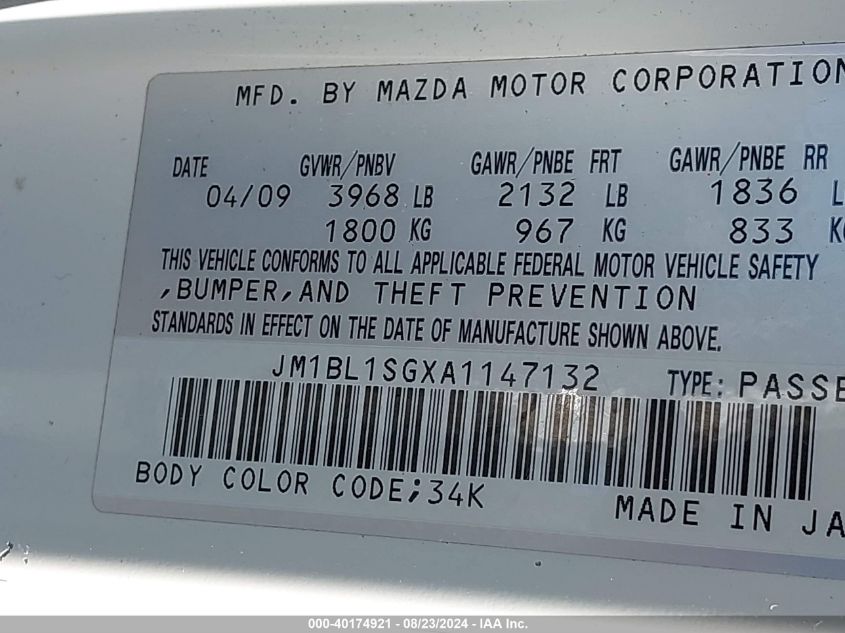 MFD. BY MAZDA MOTOR CORPORATION
DATE GVWR/PNBV GAWR/PNBE FRT GAWR/PNBE RR
04/09 3968 LB 2132 LB 1836 L
1800 KG 967 KG 833 KG
THIS VEHICLE CONFORMS TO ALL APPLICABLE FEDERAL MOTOR VEHICLE SAFETY
,BUMPER,AND THEFT PREVENTION
STANDARDS IN EFFECT ON THE DATE OF MANUFACTURE SHOWN ABOVE.
JM1BL1SGXA1147132 TYPE: PASSE
BODY COLOR CODE;34K
MADE IN JA
000-40174921 - 08/23/2024 - IAA Inc.